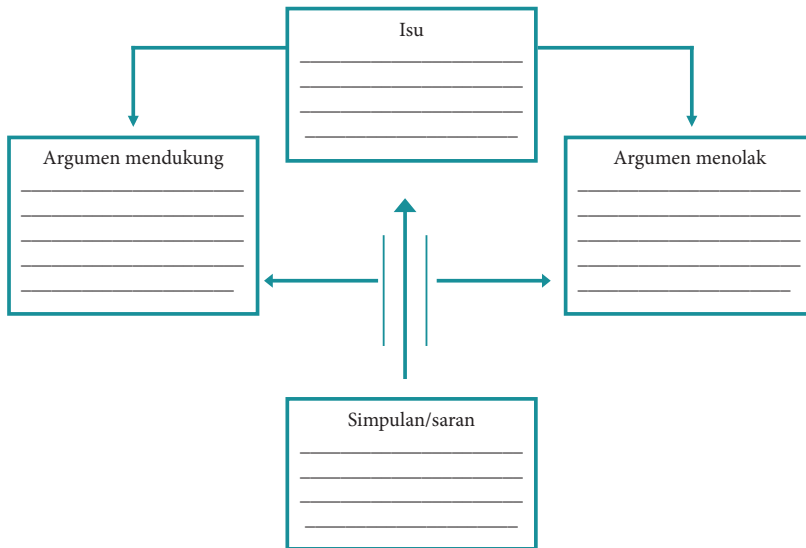 Isu
Argumen mendukung
Argumen menolak
Simpulan/saran